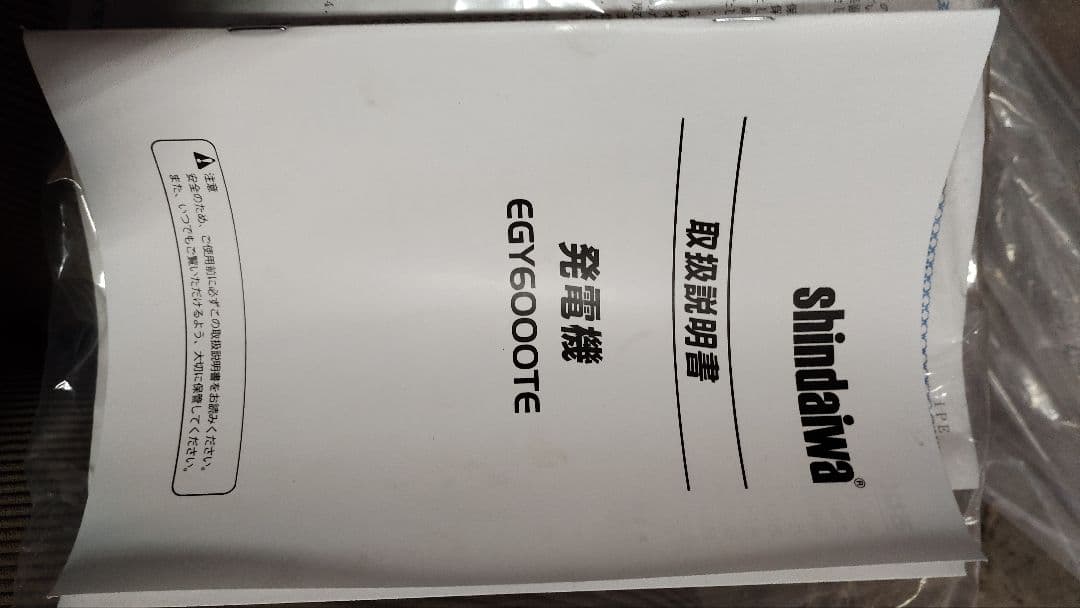 shindaiwa®
取扱説明書
発電機
EGY6000TE
注意
安全のため、ご使用前に必ずこの取扱説明書をお読みください。
また、いつでもご覧いただけるよう、大切に保管してください。
IPE